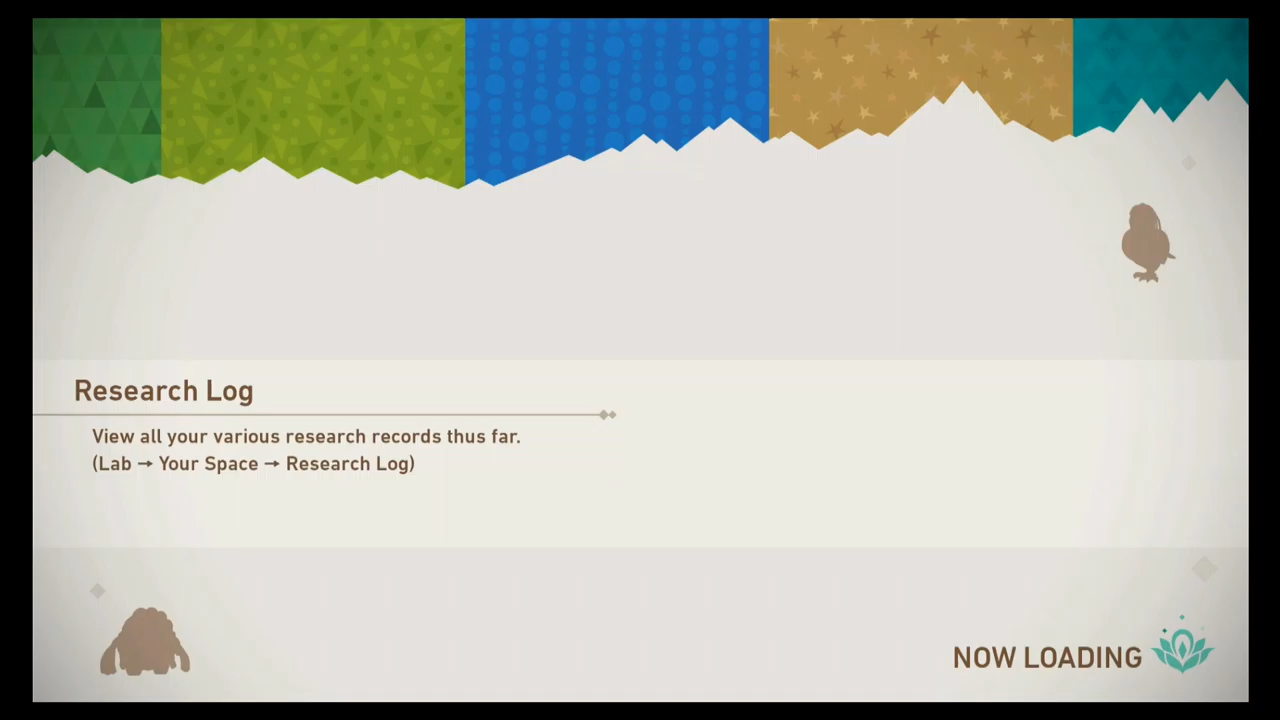 Research Log
View all your various research records thus far.
(Lab → Your Space → Research Log)
NOW LOADING